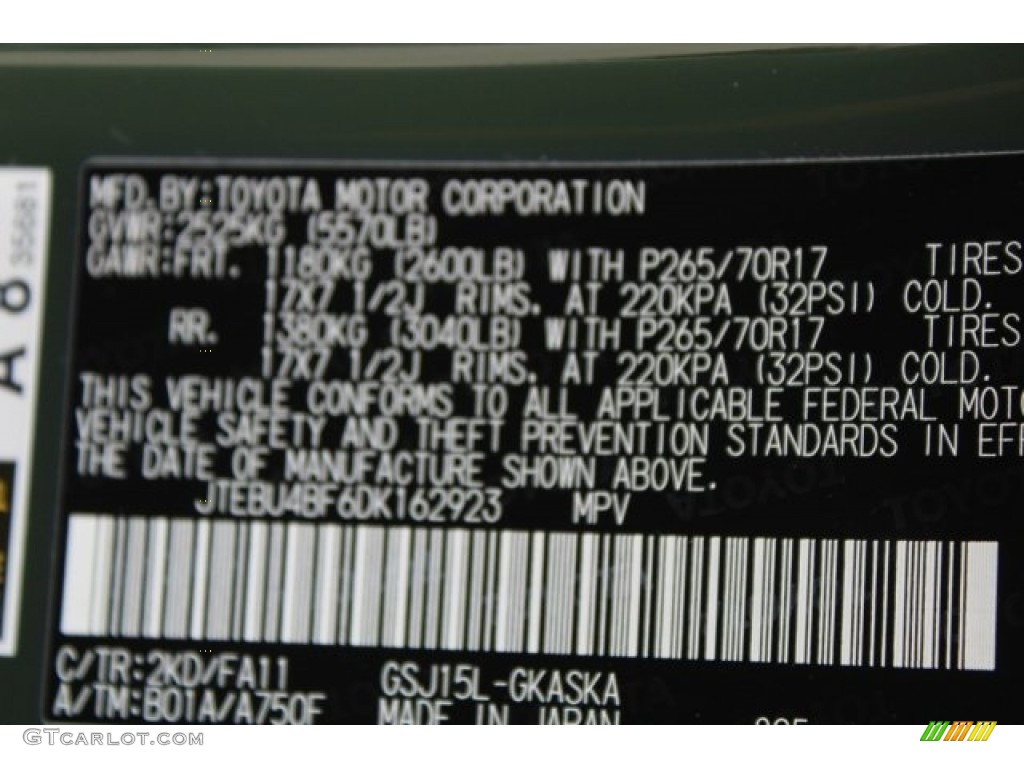 MFD.BY:TOYOTA MOTOR CORPORATION
GVWR:2525KG (5570LB)
GAWR:FRT. 1180KG (2600LB) WITH P265/70R17 TIRES
17X7 1/2J RIMS. AT 220KPA (32PSI) COLD.
RR. 1380KG (3040LB) WITH P265/70R17 TIRES
17X7 1/2J RIMS. AT 220KPA (32PSI) COLD.
THIS VEHICLE CONFORMS TO ALL APPLICABLE FEDERAL MOTO
VEHICLE SAFETY AND THEFT PREVENTION STANDARDS IN EFF
THE DATE OF MANUFACTURE SHOWN ABOVE.
JTEBU4BF6DK162923 MPV
C/TR:2KD/FA11 GSJ15L-GKASKA
A/TM:B01A/A750F MADE IN JAPAN
A8
GTCARLOT.COM